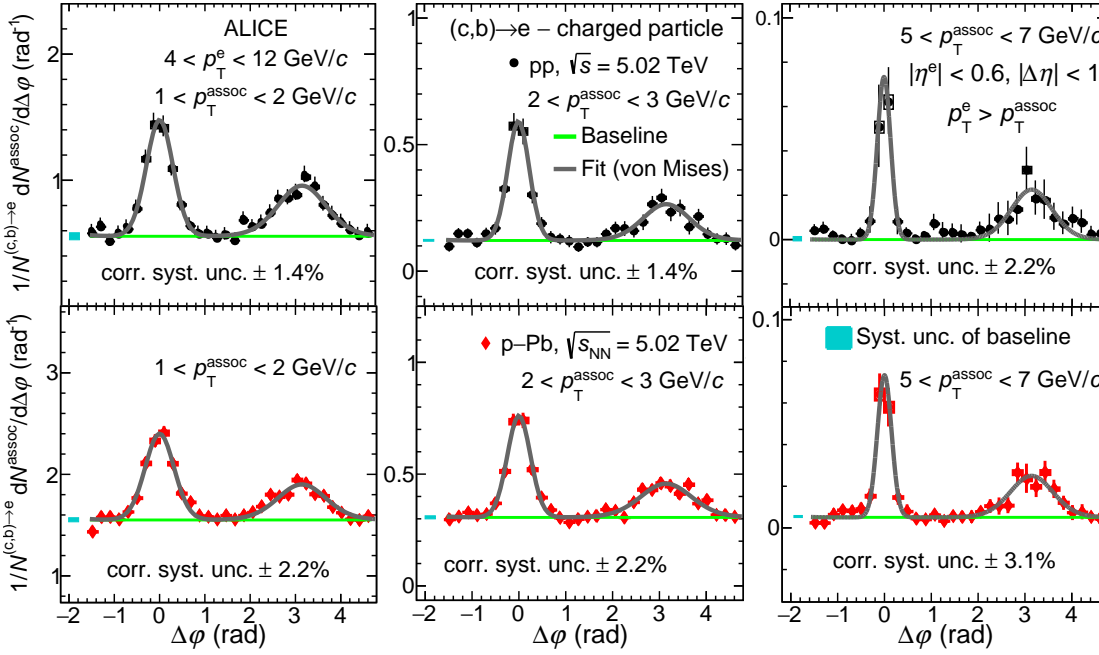 ALICE
4 < p_T^e < 12 GeV/c
1 < p_T^assoc < 2 GeV/c
corr. syst. unc. ± 1.4%
1/N^(c,b)→e dN^assoc/dΔφ (rad⁻¹)
2
1
(c,b)→e − charged particle
pp, √s = 5.02 TeV
2 < p_T^assoc < 3 GeV/c
Baseline
Fit (von Mises)
corr. syst. unc. ± 1.4%
1
0.5
0
5 < p_T^assoc < 7 GeV/c
|η^e| < 0.6, |Δη| < 1
p_T^e > p_T^assoc
corr. syst. unc. ± 2.2%
0.1
0
1 < p_T^assoc < 2 GeV/c
corr. syst. unc. ± 2.2%
1/N^(c,b)→e dN^assoc/dΔφ (rad⁻¹)
3
2
1
−2 −1 0 1 2 3 4
Δφ (rad)
p−Pb, √s_NN = 5.02 TeV
2 < p_T^assoc < 3 GeV/c
corr. syst. unc. ± 2.2%
1
0.5
0
−2 −1 0 1 2 3 4
Δφ (rad)
Syst. unc. of baseline
5 < p_T^assoc < 7 GeV/c
corr. syst. unc. ± 3.1%
0.1
0
−2 −1 0 1 2 3 4
Δφ (rad)